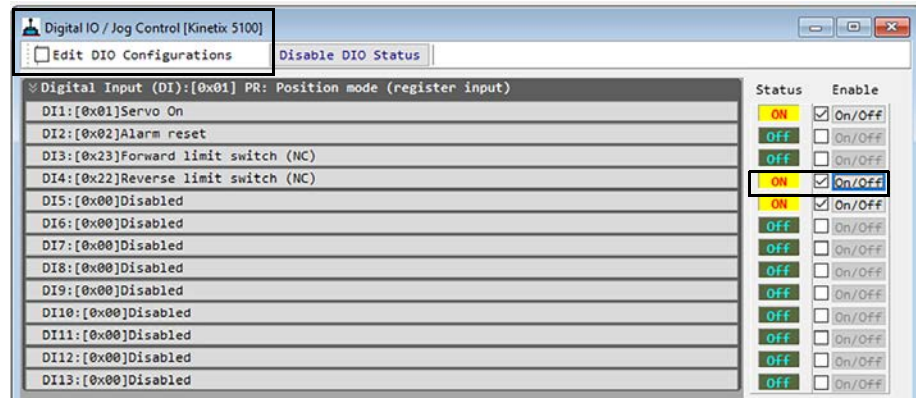 Digital IO / Jog Control [Kinetix 5100]
Edit DIO Configurations Disable DIO Status
Digital Input (DI):[0x01] PR: Position mode (register input) Status Enable
DI1:[0x01]Servo On ON On/Off
DI2:[0x02]Alarm reset Off On/Off
DI3:[0x23]Forward limit switch (NC) Off On/Off
DI4:[0x22]Reverse limit switch (NC) ON On/Off
DI5:[0x00]Disabled ON On/Off
DI6:[0x00]Disabled Off On/Off
DI7:[0x00]Disabled Off On/Off
DI8:[0x00]Disabled Off On/Off
DI9:[0x00]Disabled Off On/Off
DI10:[0x00]Disabled Off On/Off
DI11:[0x00]Disabled Off On/Off
DI12:[0x00]Disabled Off On/Off
DI13:[0x00]Disabled Off On/Off